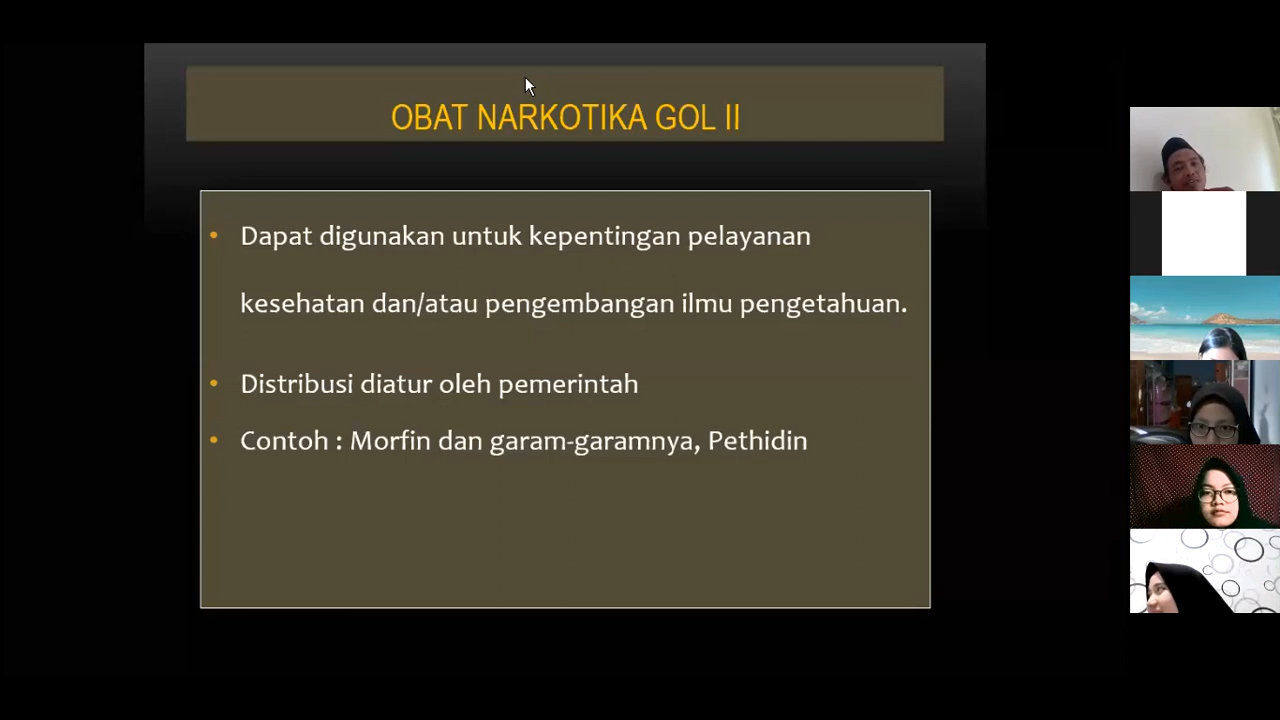 OBAT NARKOTIKA GOL II
• Dapat digunakan untuk kepentingan pelayanan
kesehatan dan/atau pengembangan ilmu pengetahuan.
• Distribusi diatur oleh pemerintah
• Contoh : Morfin dan garam-garamnya, Pethidin